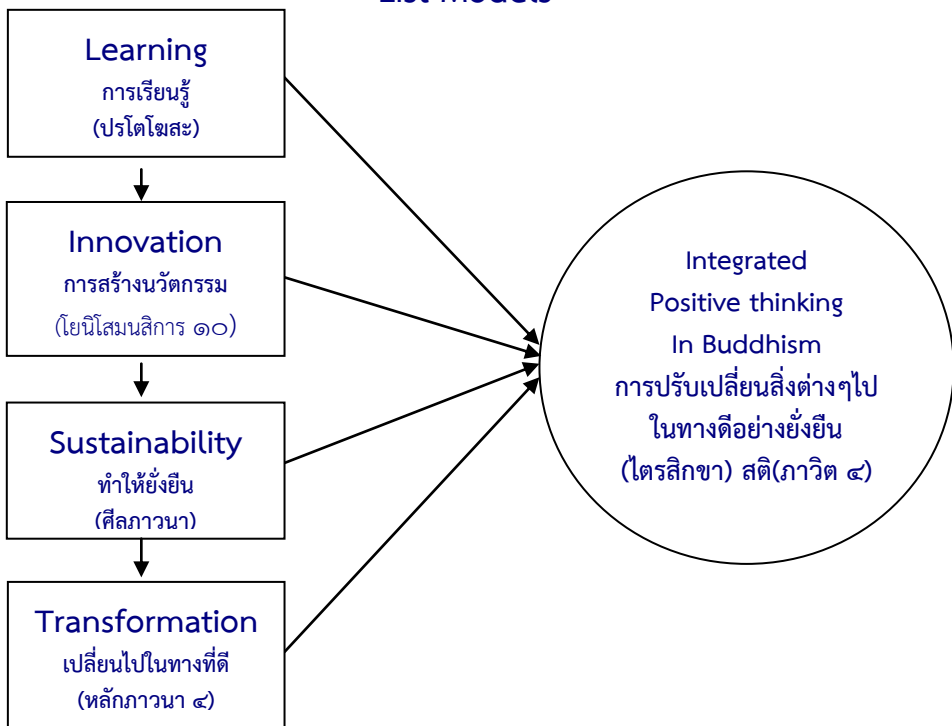 List Models
Learning
การเรียนรู้
(ปรโตโฆสะ)
Innovation
การสร้างนวัตกรรม
(โยนิโสมนสิการ ๑๐)
Sustainability
ทำให้ยั่งยืน
(ศีลภาวนา)
Transformation
เปลี่ยนไปในทางที่ดี
(หลักภาวนา ๔)
Integrated
Positive thinking
In Buddhism
การปรับเปลี่ยนสิ่งต่างๆไป
ในทางดีอย่างยั่งยืน
(ไตรสิกขา) สติ(ภาวิต ๔)